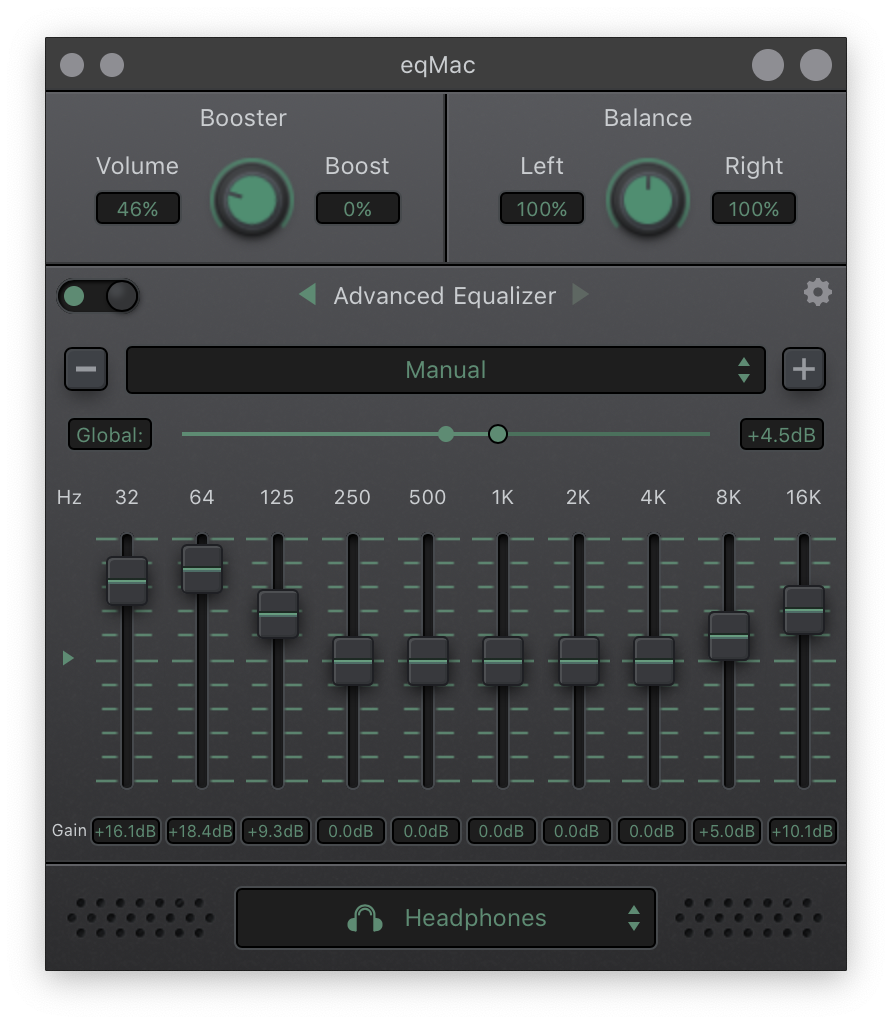 eqMac
Booster
Balance
Volume
Boost
Left
Right
46%
0%
100%
100%
Advanced Equalizer
Manual
Global:
+4.5dB
Hz 32 64 125 250 500 1K 2K 4K 8K 16K
Gain +16.1dB +18.4dB +9.3dB 0.0dB 0.0dB 0.0dB 0.0dB 0.0dB +5.0dB +10.1dB
Headphones